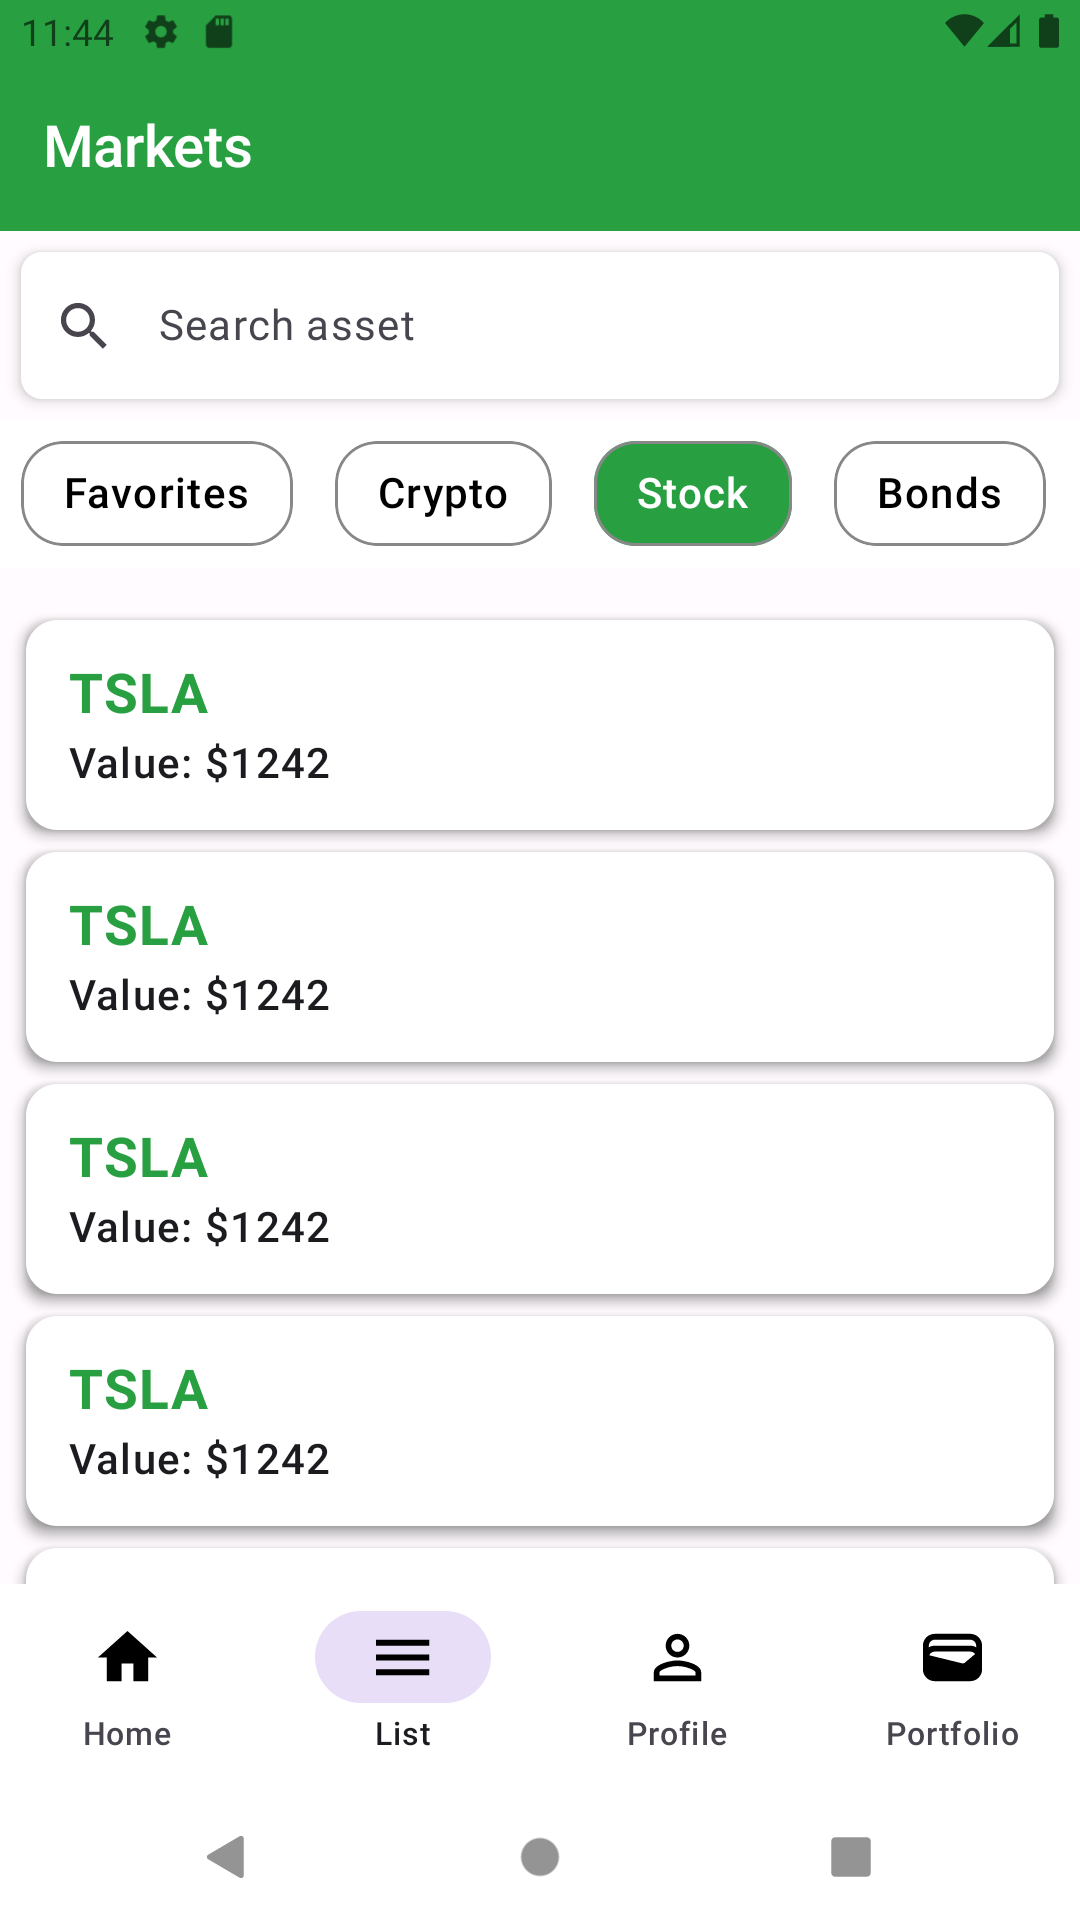 11:44
Markets
Search asset
Favorites Crypto Stock Bonds
TSLA
Value: $1242
TSLA
Value: $1242
TSLA
Value: $1242
TSLA
Value: $1242
Home List Profile Portfolio